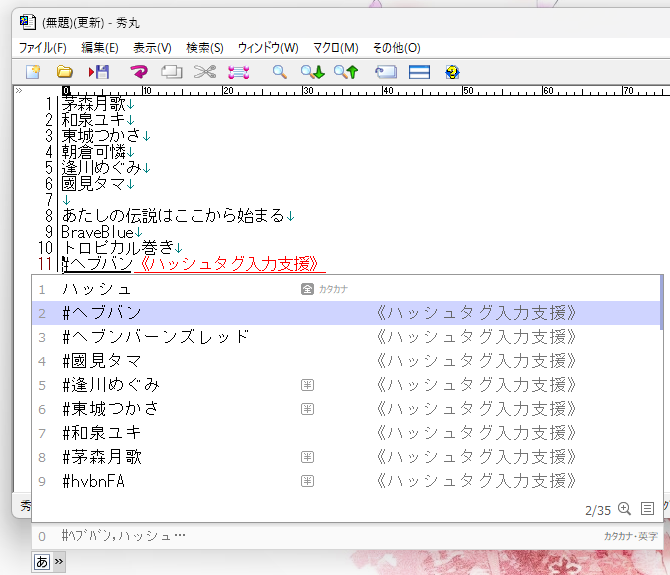 (無題)(更新) - 秀丸
ファイル(F) 編集(E) 表示(V) 検索(S) ウィンドウ(W) マクロ(M) その他(O)
0 10 20 30 40 50 60 70
1 茅森月歌↓
2 和泉ユキ↓
3 東城つかさ↓
4 朝倉可憐↓
5 逢川めぐみ↓
6 國見タマ↓
7 ↓
8 あたしの伝説はここから始まる↓
9 BraveBlue↓
10 トロピカル巻き↓
11 #ヘブバン《ハッシュタグ入力支援》
1 ハッシュ 全 カタカナ
2 #ヘブバン 《ハッシュタグ入力支援》
3 #ヘブンバーンズレッド 《ハッシュタグ入力支援》
4 #國見タマ 《ハッシュタグ入力支援》
5 #逢川めぐみ 半 《ハッシュタグ入力支援》
6 #東城つかさ 半 《ハッシュタグ入力支援》
7 #和泉ユキ 《ハッシュタグ入力支援》
8 #茅森月歌 半 《ハッシュタグ入力支援》
9 #hvbnFA 半 《ハッシュタグ入力支援》
2/35
秀
0 #ﾍﾌﾞﾊﾞﾝ,ハッシュ… カタカナ・英字
あ »